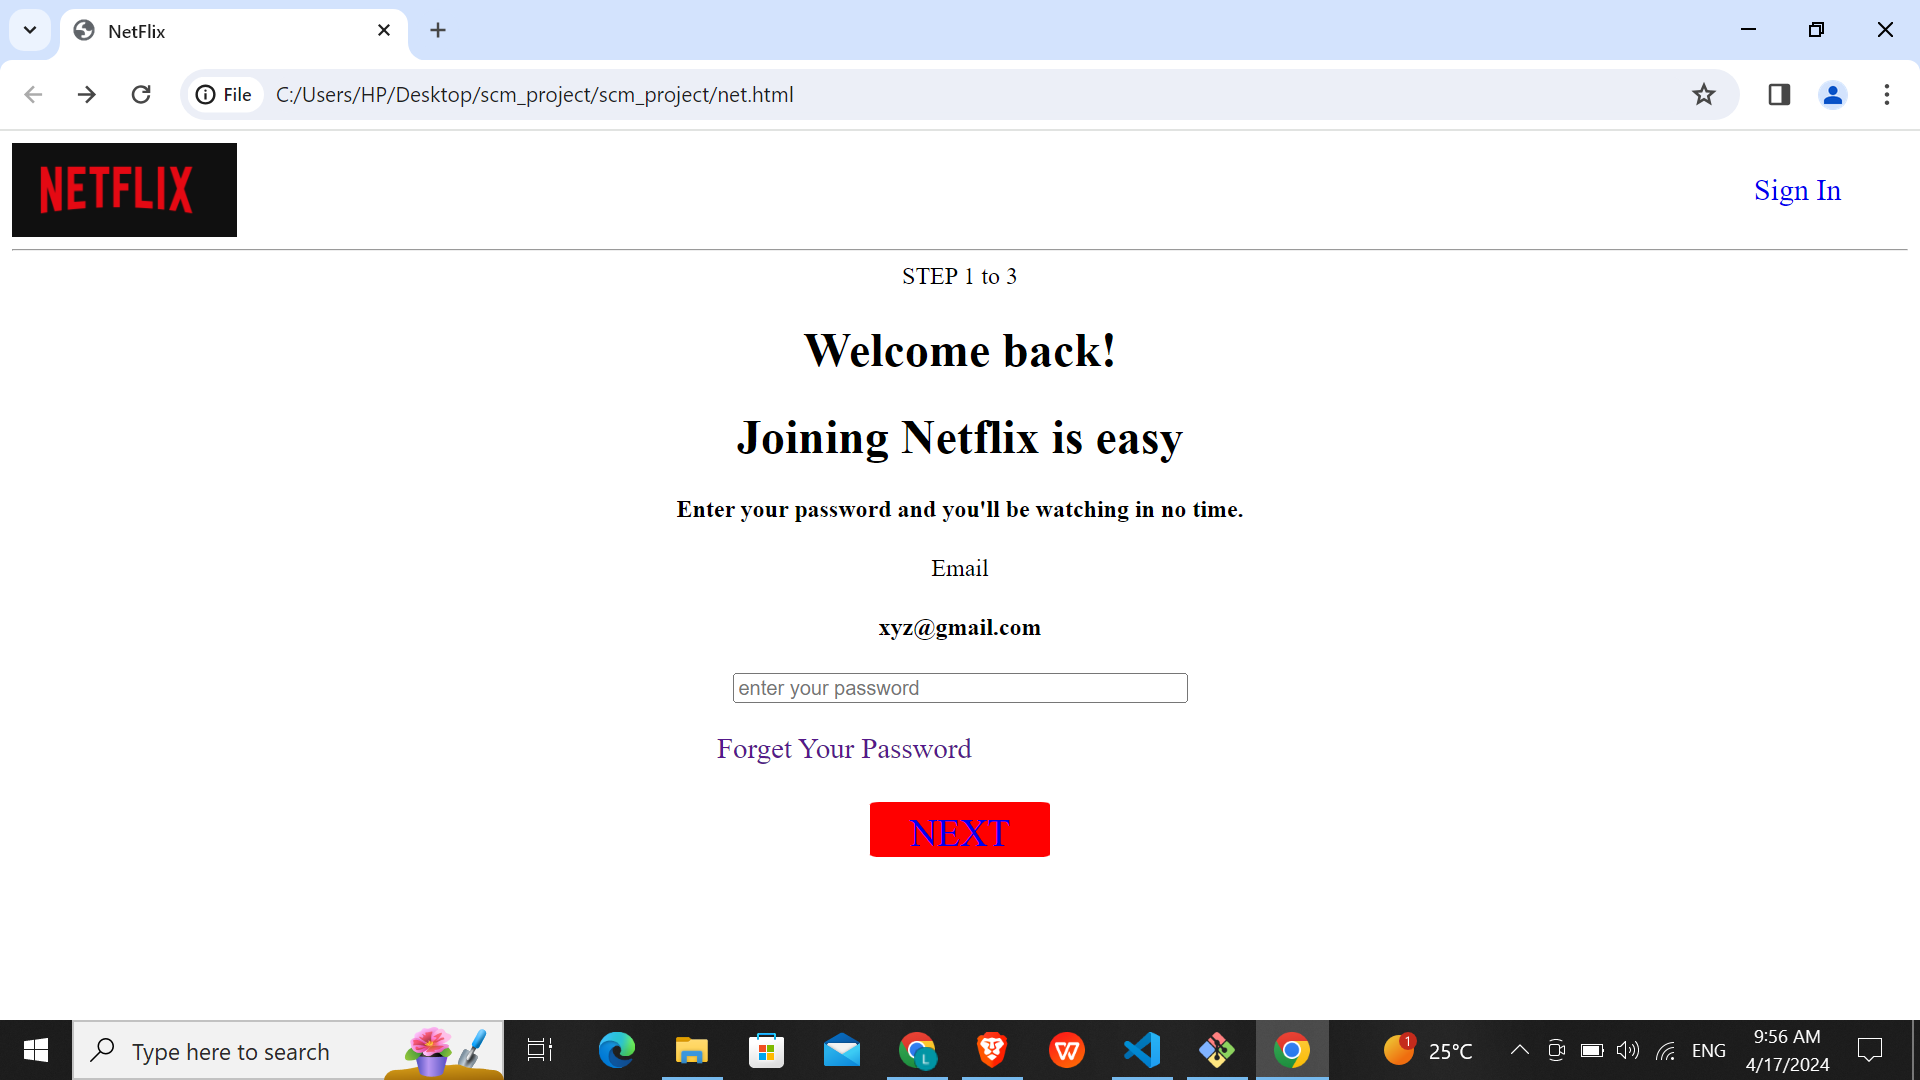 NetFlix
File C:/Users/HP/Desktop/scm_project/scm_project/net.html
NETFLIX
Sign In
STEP 1 to 3
Welcome back!
Joining Netflix is easy
Enter your password and you'll be watching in no time.
Email
xyz@gmail.com
enter your password
Forget Your Password
NEXT
Type here to search
L
W
1
25°C
ENG
9:56 AM
4/17/2024